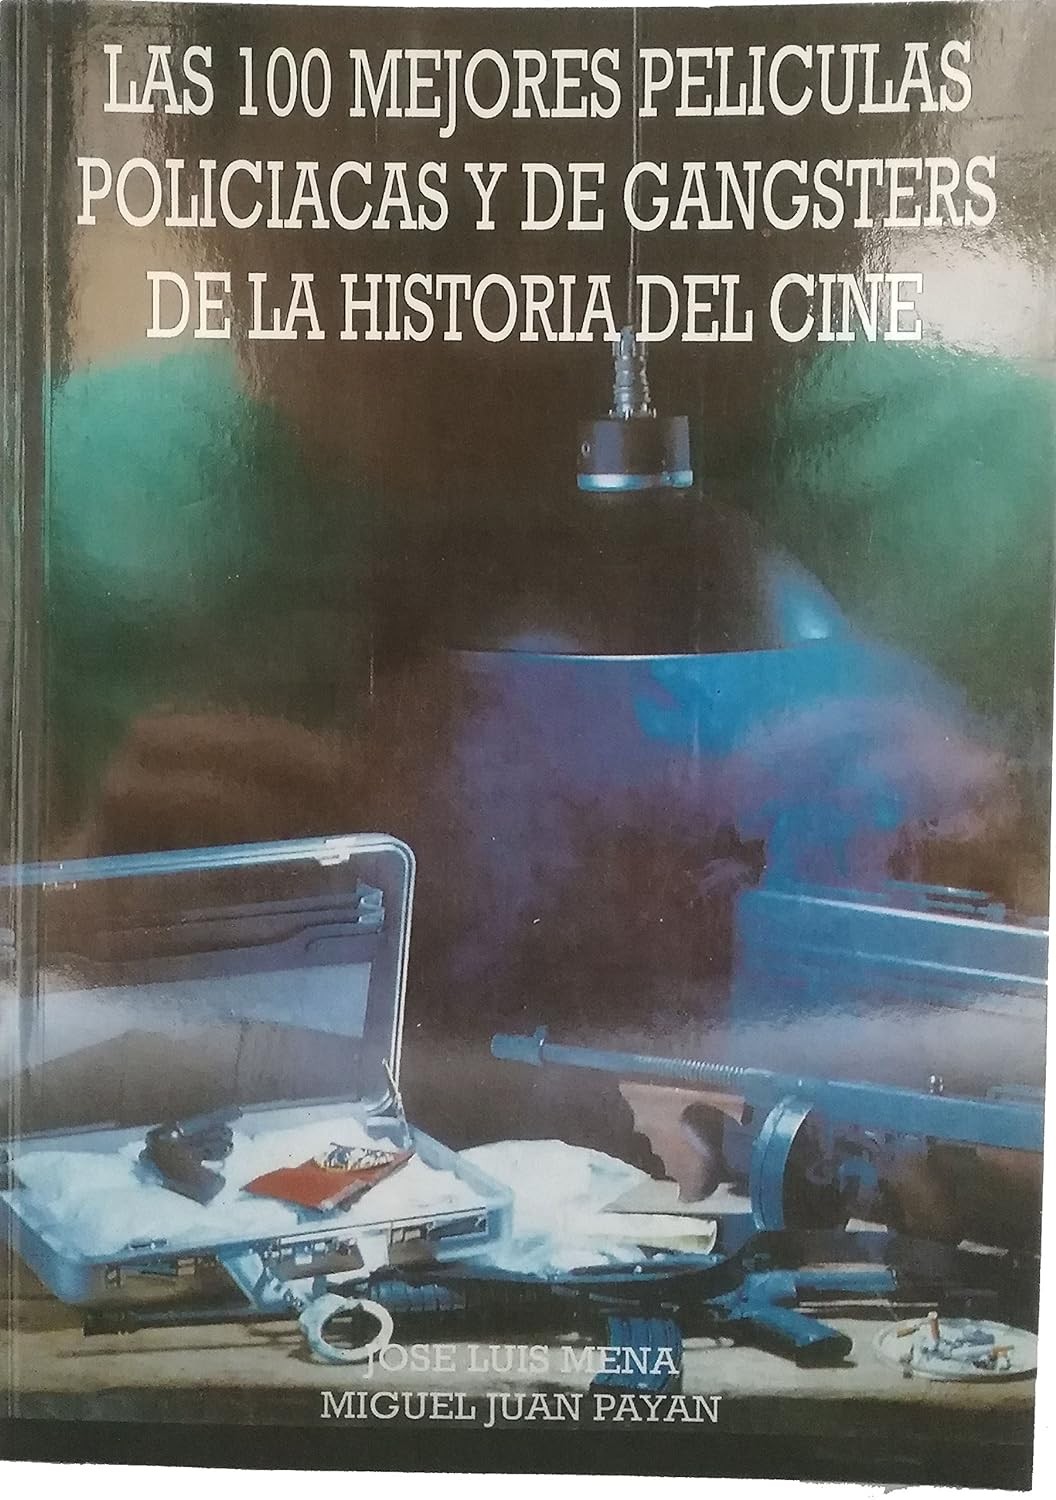 LAS 100 MEJORES PELICULAS
POLICIACAS Y DE GANGSTERS
DE LA HISTORIA DEL CINE
JOSE LUIS MENA
MIGUEL JUAN PAYAN